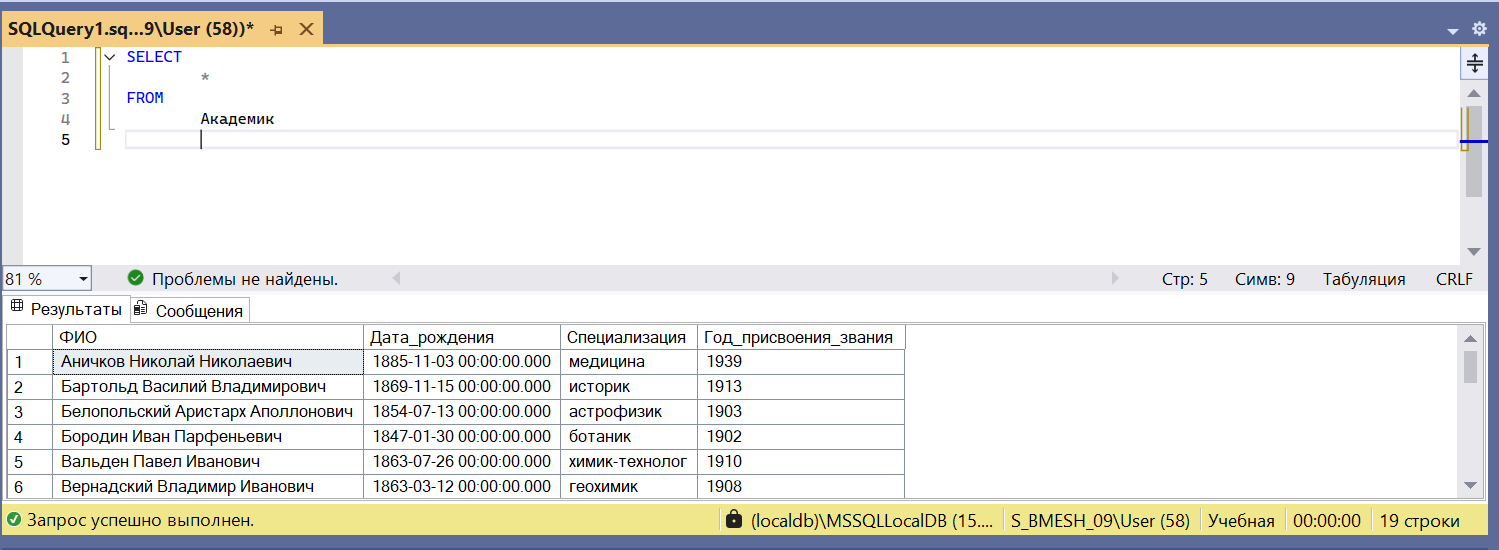 SQLQuery1.sq...9\User (58))*
1 SELECT
2 *
3 FROM
4 Академик
5
81 % Проблемы не найдены. Стр: 5 Симв: 9 Табуляция CRLF
Результаты Сообщения
ФИО Дата_рождения Специализация Год_присвоения_звания
1 Аничков Николай Николаевич 1885-11-03 00:00:00.000 медицина 1939
2 Бартольд Василий Владимирович 1869-11-15 00:00:00.000 историк 1913
3 Белопольский Аристарх Аполлонович 1854-07-13 00:00:00.000 астрофизик 1903
4 Бородин Иван Парфеньевич 1847-01-30 00:00:00.000 ботаник 1902
5 Вальден Павел Иванович 1863-07-26 00:00:00.000 химик-технолог 1910
6 Вернадский Владимир Иванович 1863-03-12 00:00:00.000 геохимик 1908
Запрос успешно выполнен. (localdb)\MSSQLLocalDB (15.... S_BMESH_09\User (58) Учебная 00:00:00 19 строки